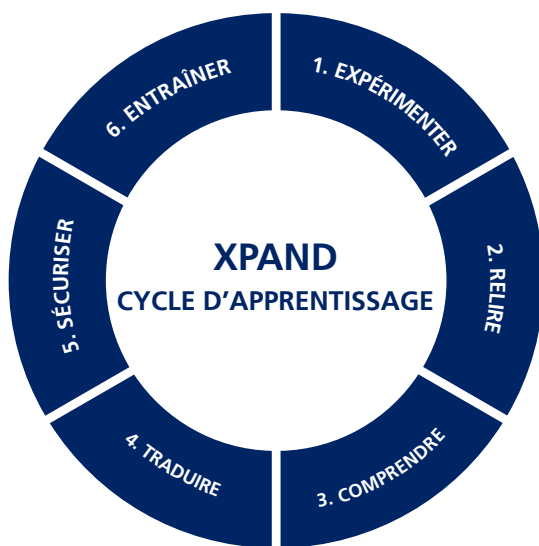 XPAND
CYCLE D'APPRENTISSAGE
1. EXPÉRIMENTER
2. RELIRE
3. COMPRENDRE
4. TRADUIRE
5. SÉCURISER
6. ENTRAÎNER